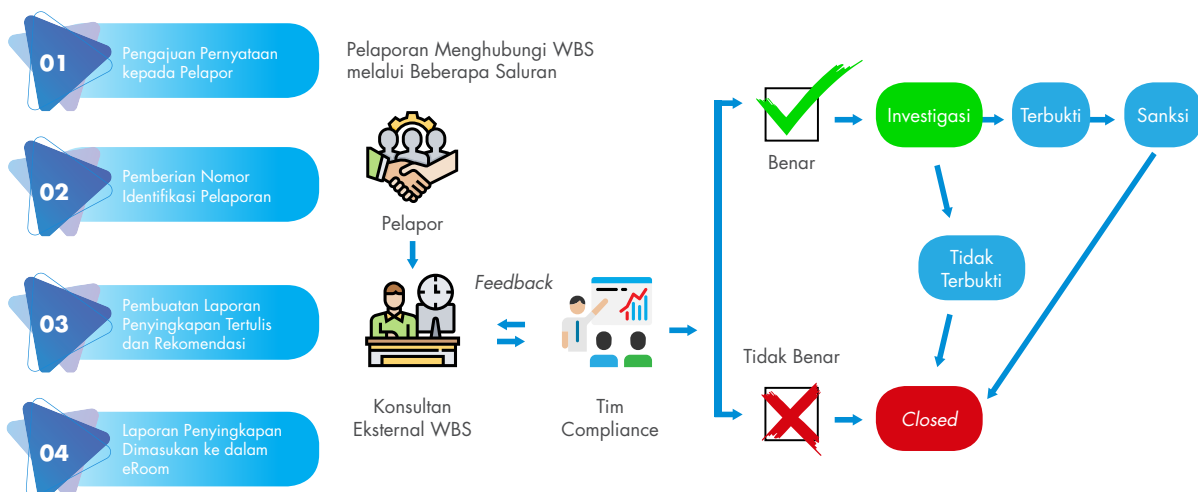 01
Pengajuan Pernyataan
kepada Pelapor
02
Pemberian Nomor
Identifikasi Pelaporan
03
Pembuatan Laporan
Penyingkapan Tertulis
dan Rekomendasi
04
Laporan Penyingkapan
Dimasukan ke dalam
eRoom
Pelaporan Menghubungi WBS
melalui Beberapa Saluran
Pelapor
Feedback
Konsultan
Eksternal WBS
Tim
Compliance
Benar
Investigasi
Terbukti
Sanksi
Tidak
Terbukti
Tidak Benar
Closed